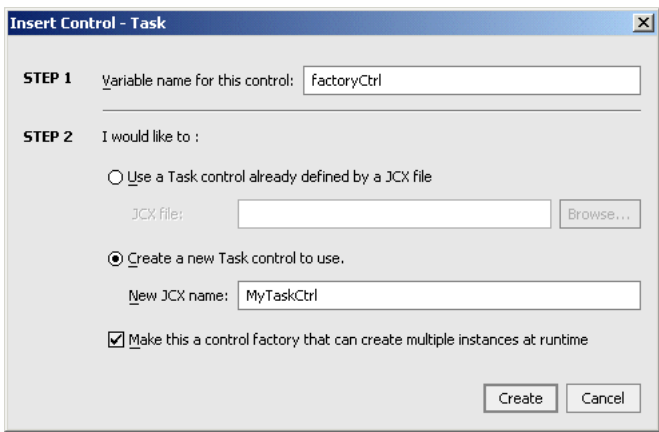 Insert Control - Task
STEP 1 Variable name for this control: factoryCtrl
STEP 2 I would like to :
Use a Task control already defined by a JCX file
JCX file: Browse...
Create a new Task control to use.
New JCX name: MyTaskCtrl
Make this a control factory that can create multiple instances at runtime
Create Cancel